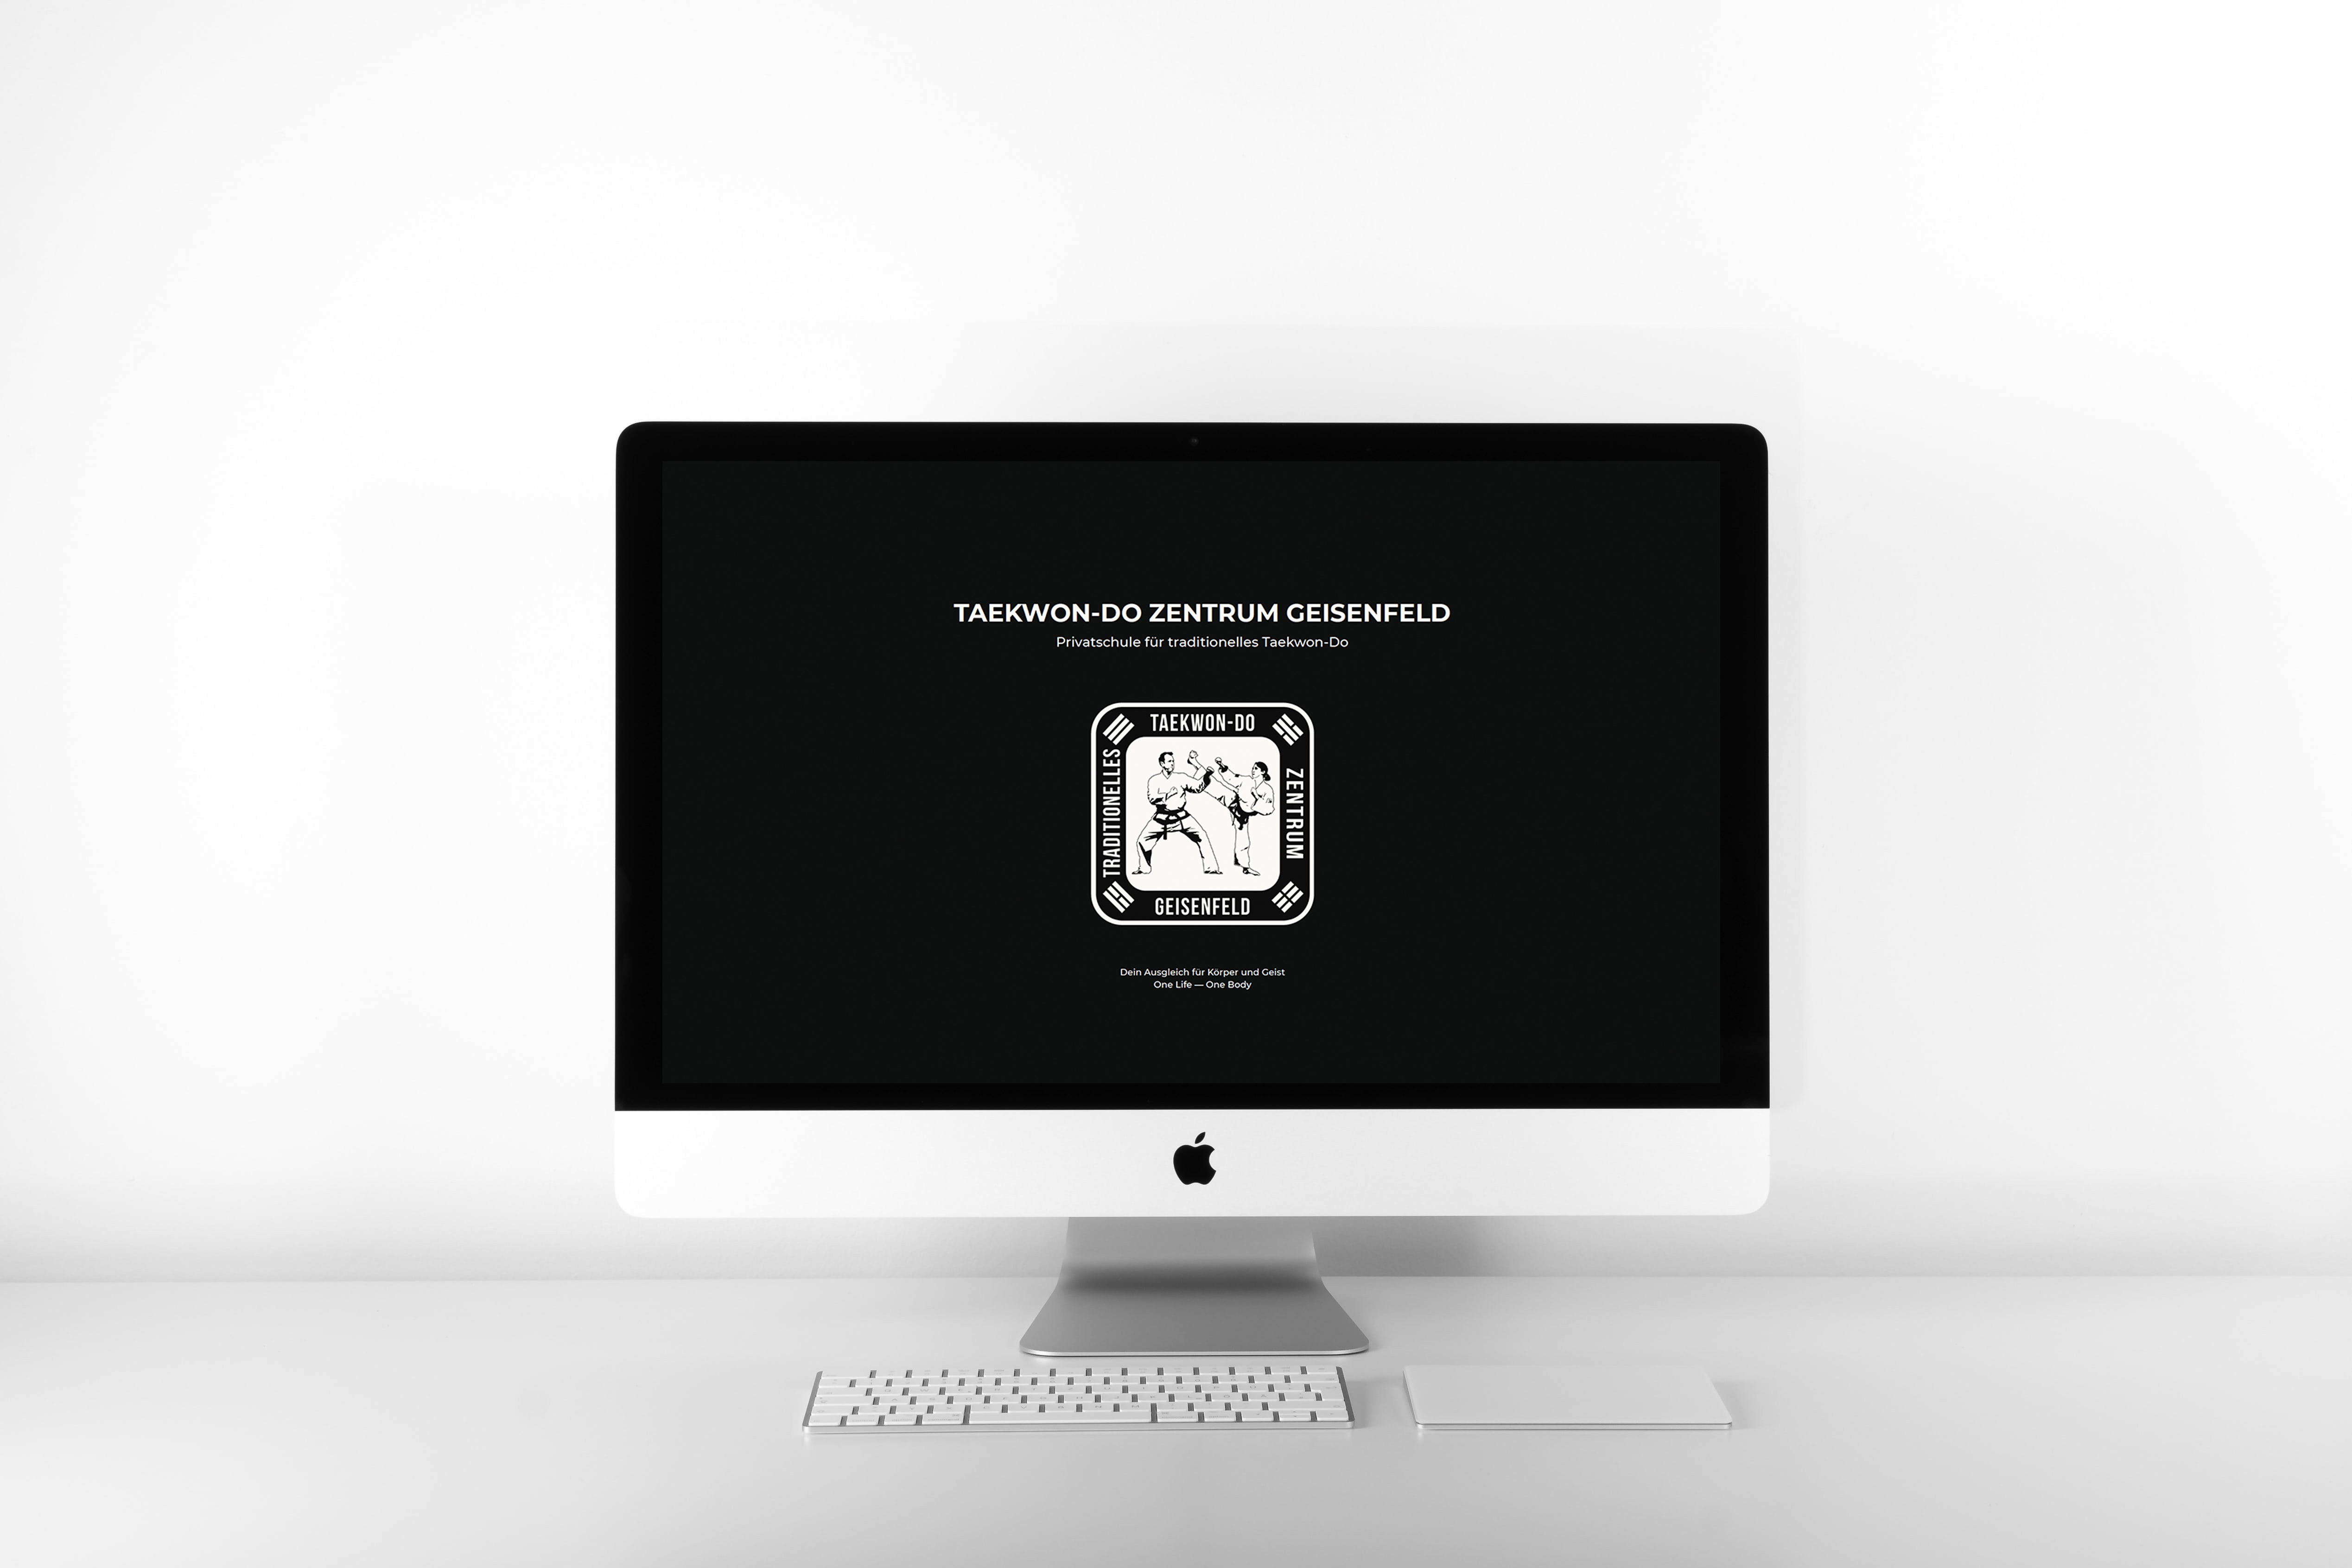 TAEKWON-DO ZENTRUM GEISENFELD
Privatschule für traditionelles Taekwon-Do
TAEKWON-DO
TRADITIONELLES
ZENTRUM
GEISENFELD
Dein Ausgleich für Körper und Geist
One Life — One Body